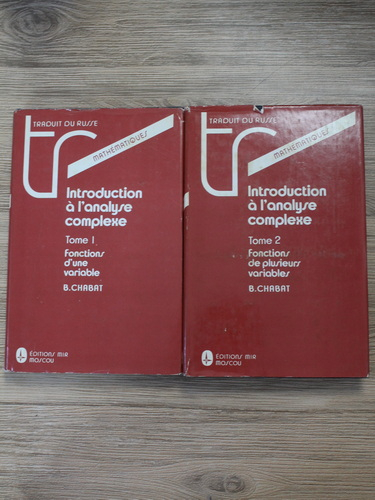 TRADUIT DU RUSSE
tr
MATHÉMATIQUES
Introduction
à l'analyse
complexe
Tome 1
Fonctions
d'une
variable
B.CHABAT
ÉDITIONS MIR
MOSCOU
TRADUIT DU RUSSE
tr
MATHÉMATIQUES
Introduction
à l'analyse
complexe
Tome 2
Fonctions
de plusieurs
variables
B.CHABAT
ÉDITIONS MIR
MOSCOU